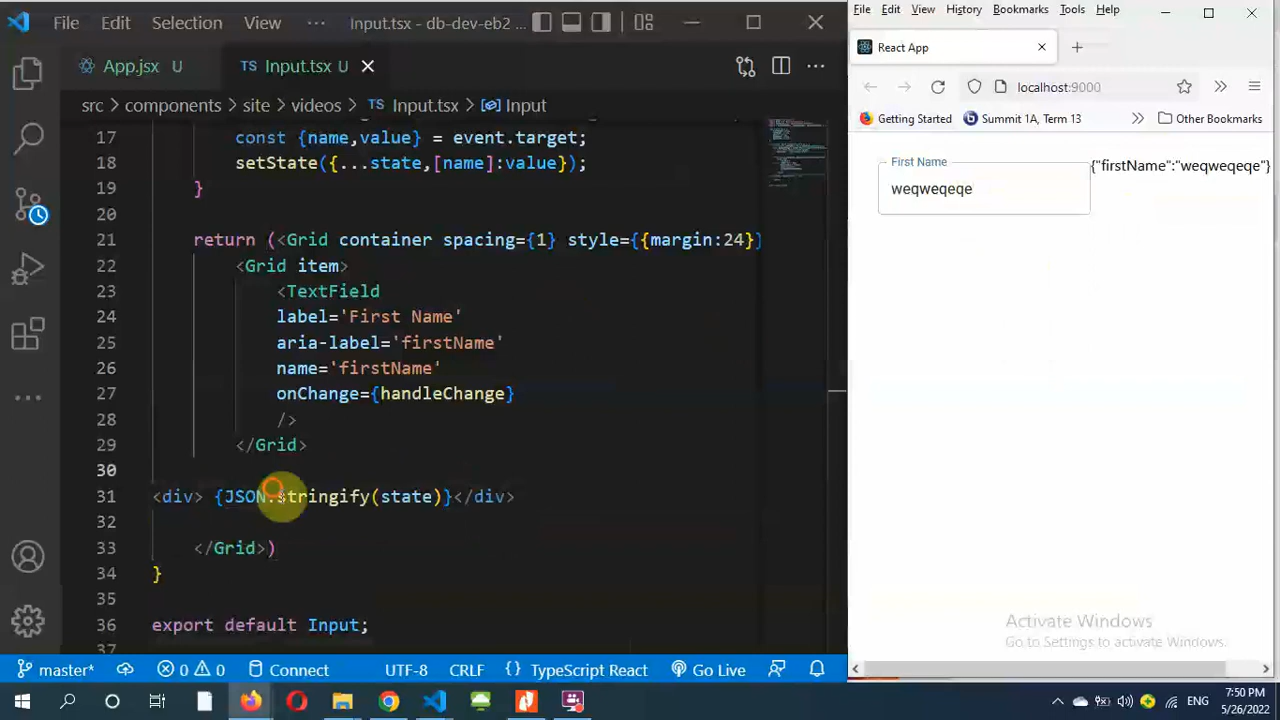 File Edit Selection View ··· Input.tsx - db-dev-eb2 ...
App.jsx U TS Input.tsx U
src > components > site > videos > TS Input.tsx > Input
17 const {name,value} = event.target;
18 setState({...state,[name]:value});
19 }
20
21 return (<Grid container spacing={1} style={{margin:24}}
22 <Grid item>
23 <TextField
24 label='First Name'
25 aria-label='firstName'
26 name='firstName'
27 onChange={handleChange}
28 />
29 </Grid>
30
31 <div> {JSON.stringify(state)}</div>
32
33 </Grid>)
34 }
35
36 export default Input;
37
master* 0 0 Connect UTF-8 CRLF {} TypeScript React Go Live
File Edit View History Bookmarks Tools Help
React App
localhost:9000
Getting Started Summit 1A, Term 13 Other Bookmarks
First Name
weqweqeqe
{"firstName":"weqweqeqe"}
Activate Windows
Go to Settings to activate Windows.
ENG
7:50 PM
5/26/2022